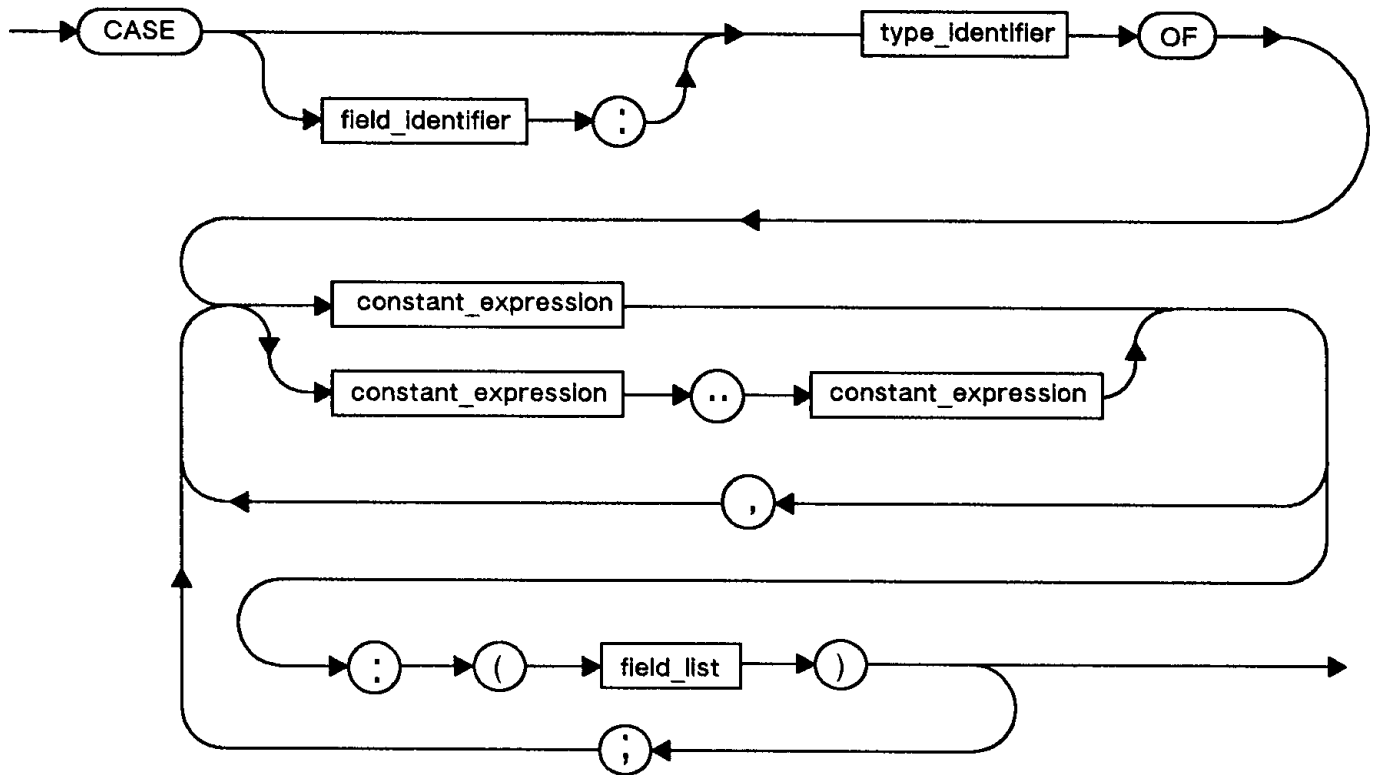 CASE type_identifier OF
field_identifier :
constant_expression
constant_expression .. constant_expression
,
: ( field_list )
;